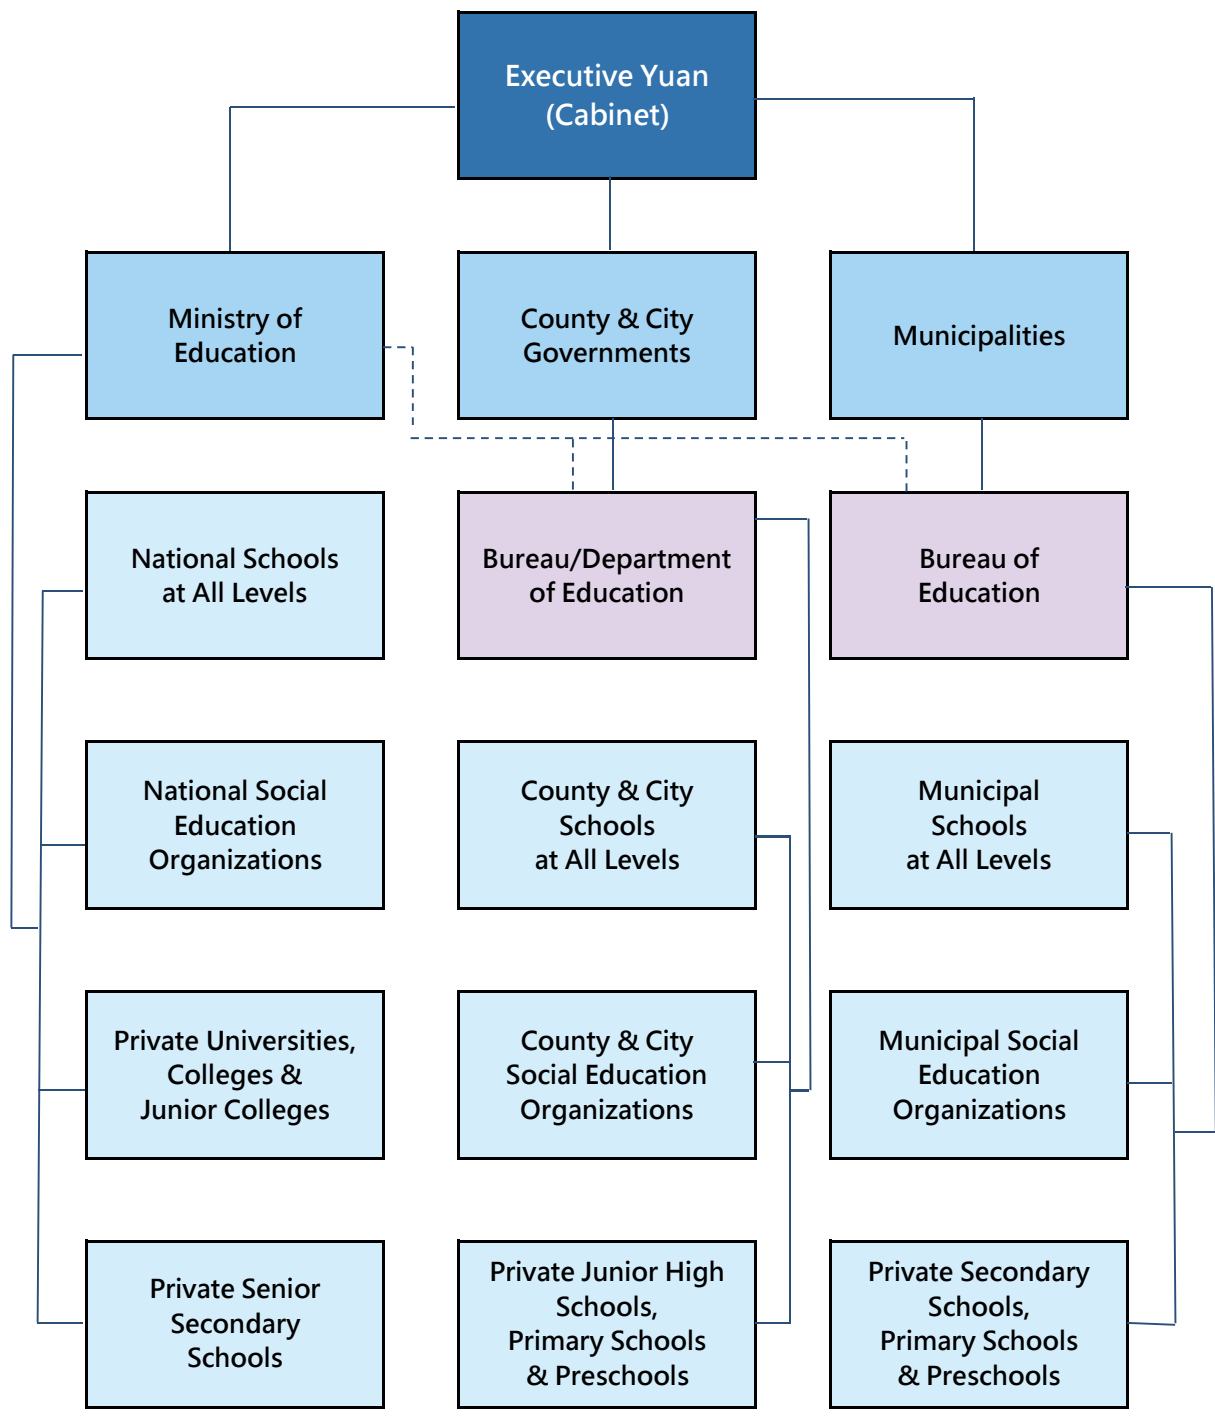 Executive Yuan
(Cabinet)
Ministry of
Education
County & City
Governments
Municipalities
National Schools
at All Levels
Bureau/Department
of Education
Bureau of
Education
National Social
Education
Organizations
County & City
Schools
at All Levels
Municipal
Schools
at All Levels
Private Universities,
Colleges &
Junior Colleges
County & City
Social Education
Organizations
Municipal Social
Education
Organizations
Private Senior
Secondary
Schools
Private Junior High
Schools,
Primary Schools
& Preschools
Private Secondary
Schools,
Primary Schools
& Preschools